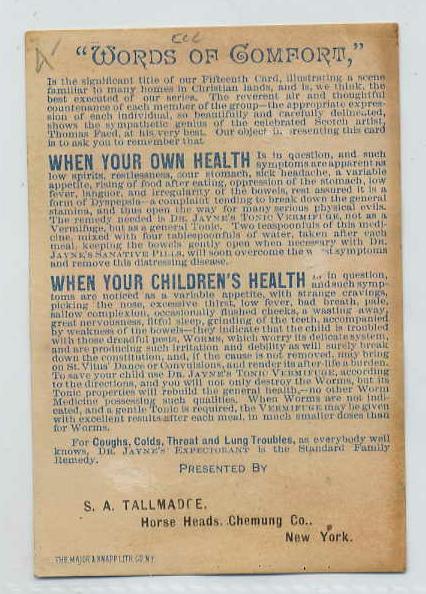 ccc
"WORDS OF COMFORT,"
Is the significant title of our Fifteenth Card, illustrating a scene
familiar to many homes in Christian lands, and is, we think, the
best executed of our series. The reverent air and thoughtful
countenance of each member of the group—the appropriate expres-
sion of each individual, so beautifully and carefully delineated,
shows the sympathetic genius of the celebrated Scotch artist,
Thomas Faed, at his very best. Our object in presenting this card
is to ask you to remember that
WHEN YOUR OWN HEALTH Is in question, and such
symptoms are apparent as
low spirits, restlessness, sour stomach, sick headache, a variable
appetite, rising of food after eating, oppression of the stomach, low
fever, languor, and irregularity of the bowels, rest assured it is a
form of Dyspepsia—a complaint tending to break down the general
stamina, and thus open the way for many serious physical evils.
The remedy needed is DR. JAYNE'S TONIC VERMIFUGE, not as a
Vermifuge, but as a general Tonic. Two teaspoonfuls of this medi-
cine, mixed with four tablespoonfuls of water, taken after each
meal, keeping the bowels gently open when necessary with DR.
JAYNE'S SANATIVE PILLS, will soon overcome the w st symptoms
and remove this distressing disease.
WHEN YOUR CHILDREN'S HEALTH is in question,
and such symp-
toms are noticed as a variable appetite, with strange cravings,
picking the nose, excessive thirst, low fever, bad breath, pale,
sallow complexion, occasionally flushed cheeks, a wasting away,
great nervousness, fitful sleep, grinding of the teeth, accompanied
by weakness of the bowels—they indicate that the child is troubled
with those dreadful pests, WORMS, which worry its delicate system,
and are producing such irritation and debility as will surely break
down the constitution, and, if the cause is not removed, may bring
on St. Vitus' Dance or Convulsions, and render its after-life a burden.
To save your child use DR. JAYNE'S TONIC VERMIFUGE, according
to the directions, and you will not only destroy the Worms, but its
Tonic properties will rebuild the general health,—no other Worm
Medicine possessing such qualities. When Worms are not indi-
cated, and a gentle Tonic is required, the VERMIFUGE may be given
with excellent results after each meal, in much smaller doses than
for Worms.
For Coughs, Colds, Throat and Lung Troubles, as everybody well
knows, DR. JAYNE'S EXPECTORANT is the Standard Family
Remedy.
PRESENTED BY
S. A. TALLMADGE,
Horse Heads, Chemung Co.,
New York.
THE MAJOR & KNAPP LITH. CO. N.Y.